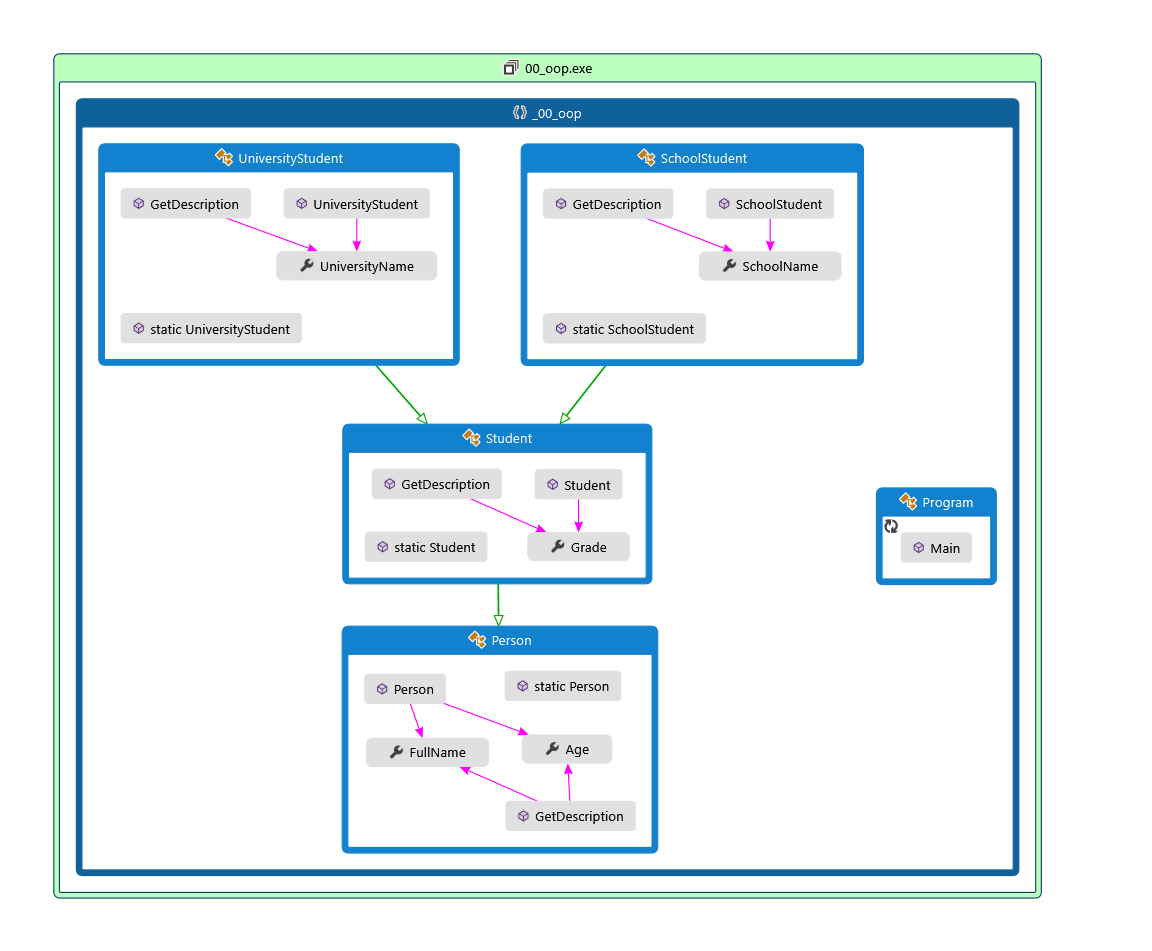 00_oop.exe
_00_oop
UniversityStudent
GetDescription
UniversityStudent
UniversityName
static UniversityStudent
SchoolStudent
GetDescription
SchoolStudent
SchoolName
static SchoolStudent
Student
GetDescription
Student
static Student
Grade
Program
Main
Person
Person
static Person
FullName
Age
GetDescription